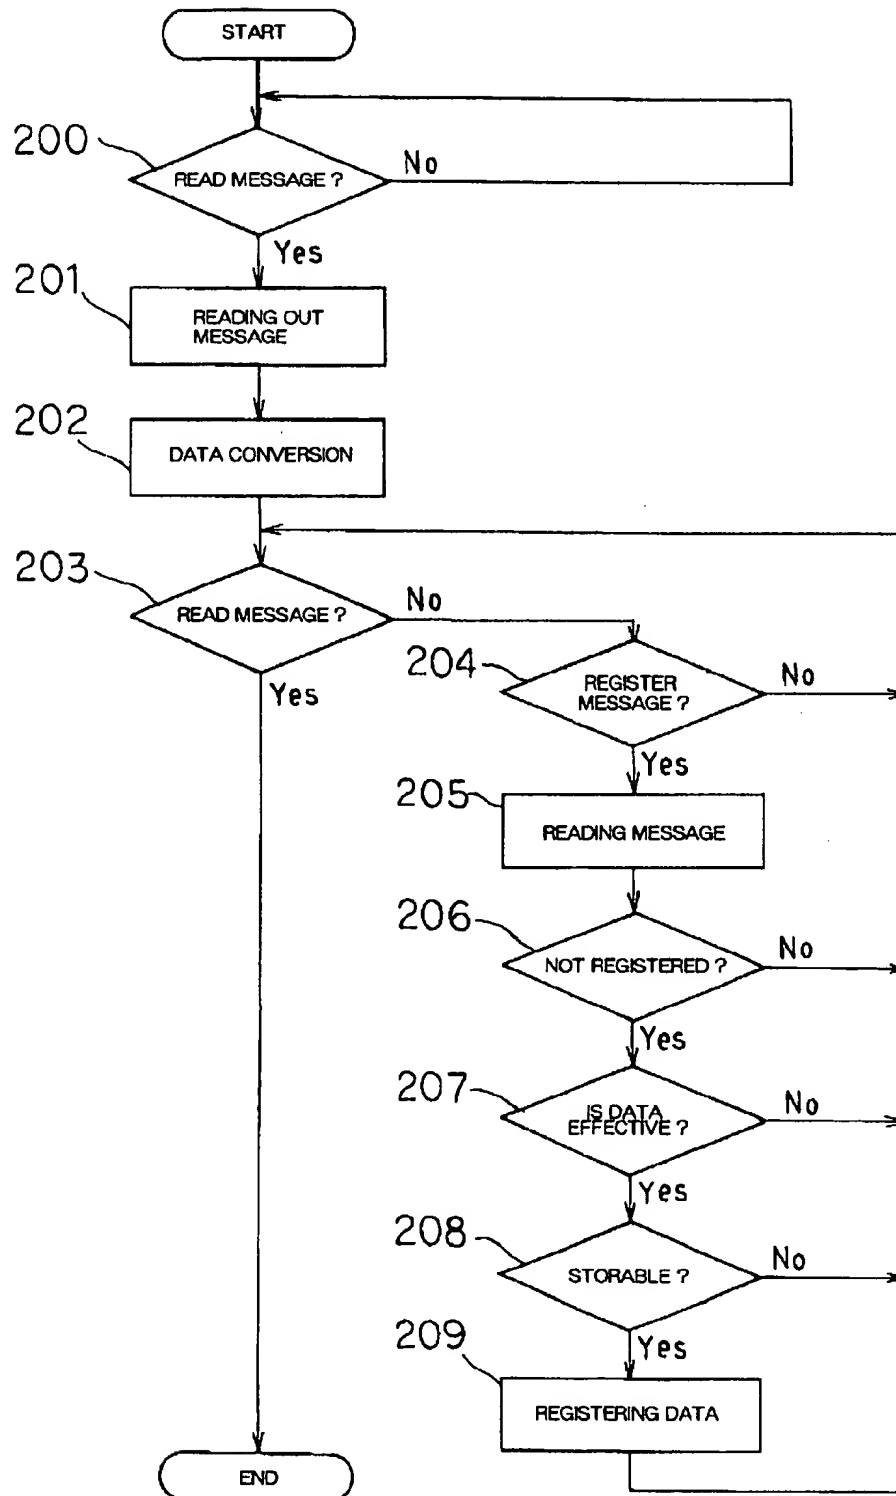 START
200
READ MESSAGE ?
No
Yes
201
READING OUT
MESSAGE
202
DATA CONVERSION
203
READ MESSAGE ?
No
Yes
204
REGISTER
MESSAGE ?
No
Yes
205
READING MESSAGE
206
NOT REGISTERED ?
No
Yes
207
IS DATA
EFFECTIVE ?
No
Yes
208
STORABLE ?
No
Yes
209
REGISTERING DATA
END